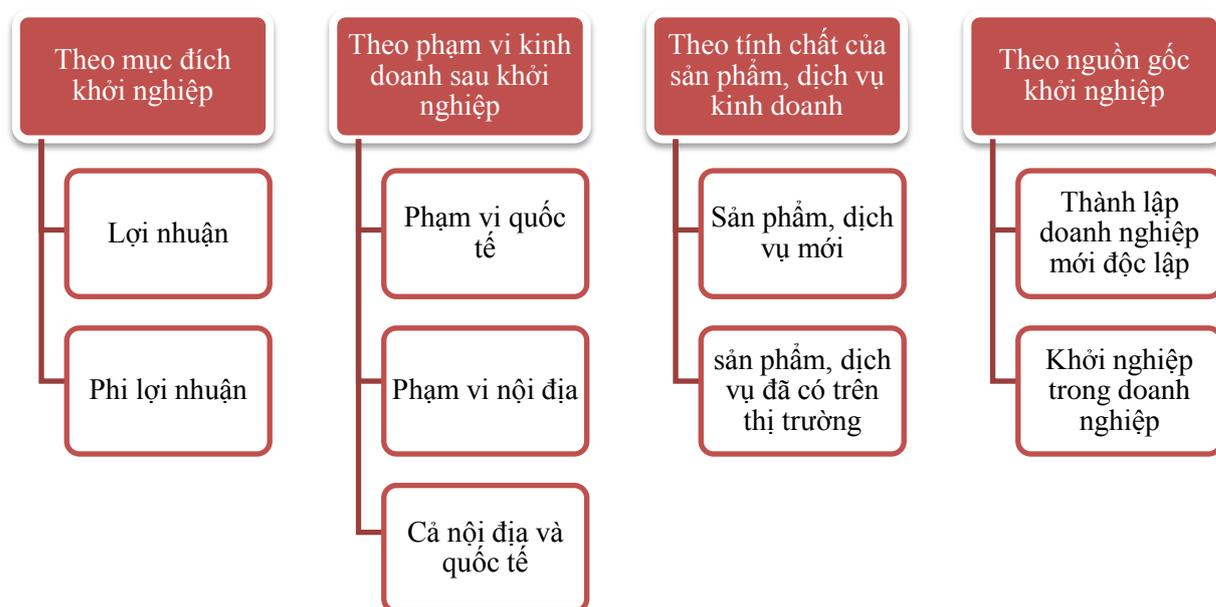 Theo mục đích
khởi nghiệp
Lợi nhuận
Phi lợi nhuận
Theo phạm vi kinh
doanh sau khởi
nghiệp
Phạm vi quốc
tế
Phạm vi nội địa
Cả nội địa và
quốc tế
Theo tính chất của
sản phẩm, dịch vụ
kinh doanh
Sản phẩm, dịch
vụ mới
sản phẩm, dịch
vụ đã có trên
thị trường
Theo nguồn gốc
khởi nghiệp
Thành lập
doanh nghiệp
mới độc lập
Khởi nghiệp
trong doanh
nghiệp